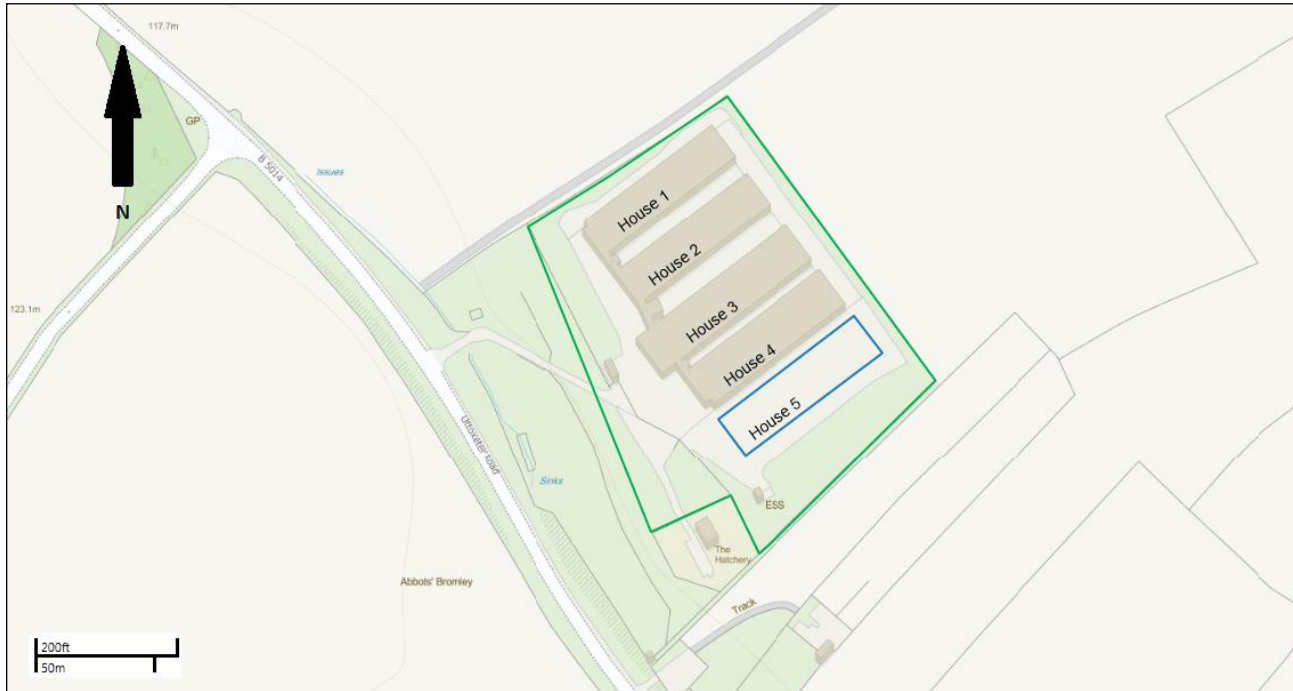 117.7m
GP
N
B 5014
Issues
House 1
House 2
House 3
House 4
House 5
123.1m
Uttoxeter Road
Sinks
ESS
The
Hatchery
Abbots' Bromley
Track
200ft
50m